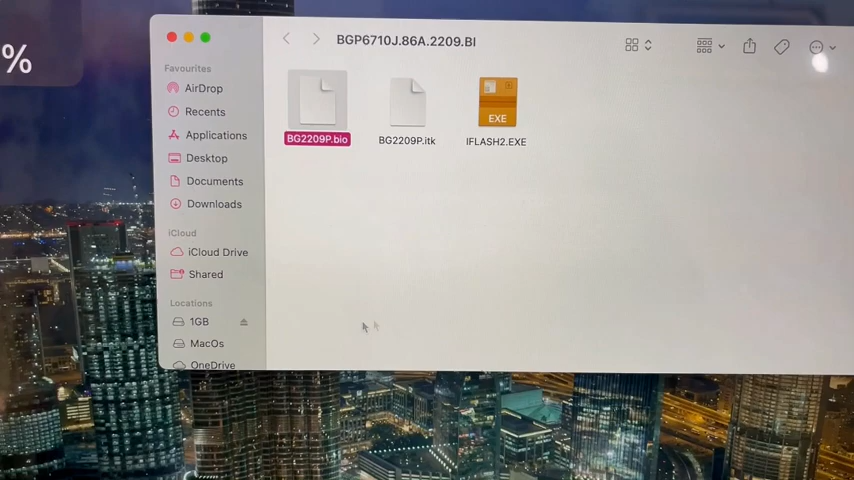 %
BGP6710J.86A.2209.BI
Favourites
AirDrop
Recents
Applications
Desktop
Documents
Downloads
iCloud
iCloud Drive
Shared
Locations
1GB
MacOs
OneDrive
BG2209P.bio
BG2209P.itk
EXE
IFLASH2.EXE